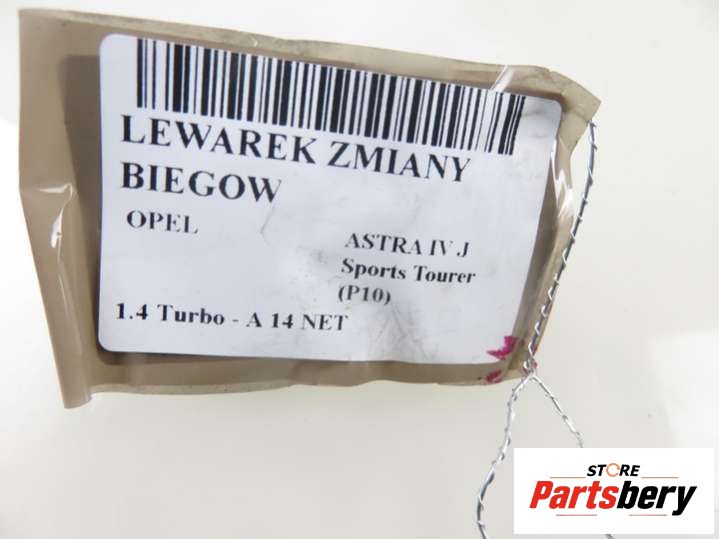 LEWAREK ZMIANY
BIEGOW
OPEL
ASTRA IV J
Sports Tourer
(P10)
1.4 Turbo - A 14 NET
STORE
Partsbery